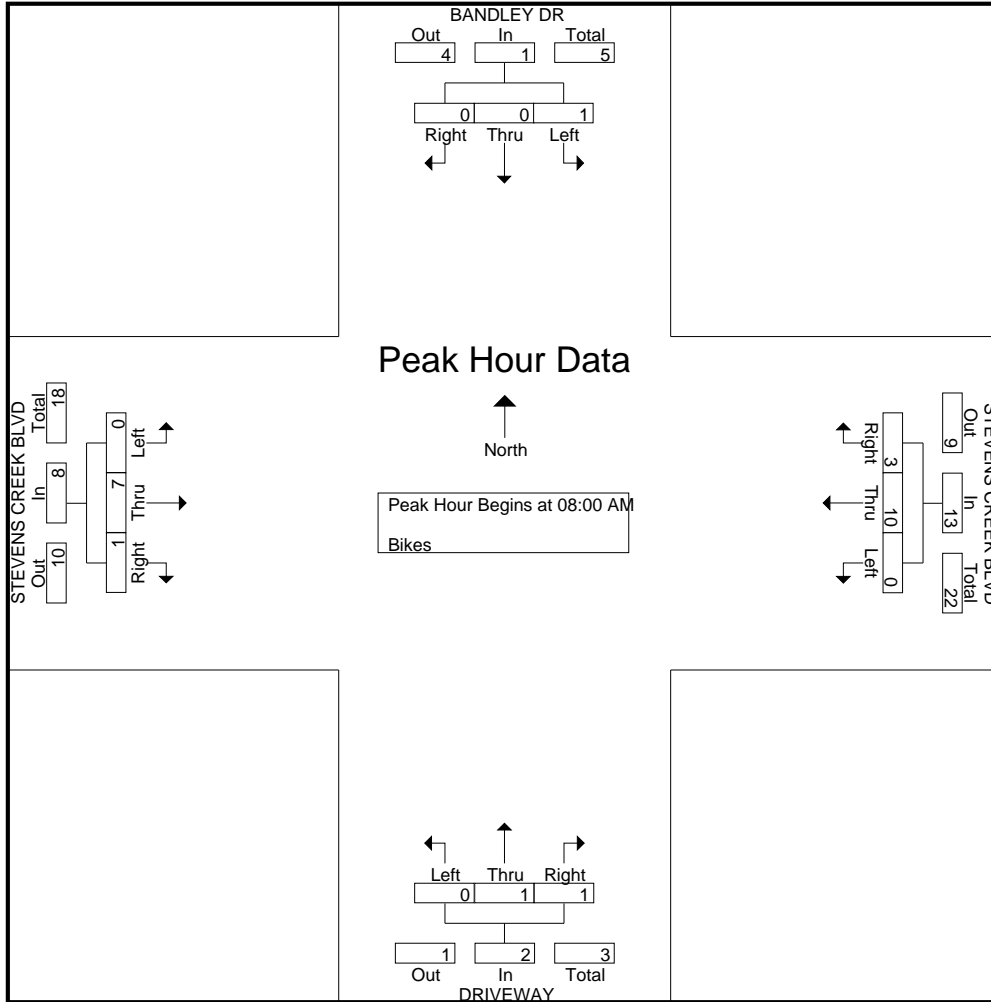 BANDLEY DR
Out In Total
4 1 5
0 0 1
Right Thru Left
Peak Hour Data
North
Peak Hour Begins at 08:00 AM
Bikes
STEVENS CREEK BLVD
Total In Out
18 8 10
0 7 1
Left Thru Right
STEVENS CREEK BLVD
Out In Total
9 13 22
3 10 0
Right Thru Left
Left Thru Right
0 1 1
1 2 3
Out In Total
DRIVEWAY